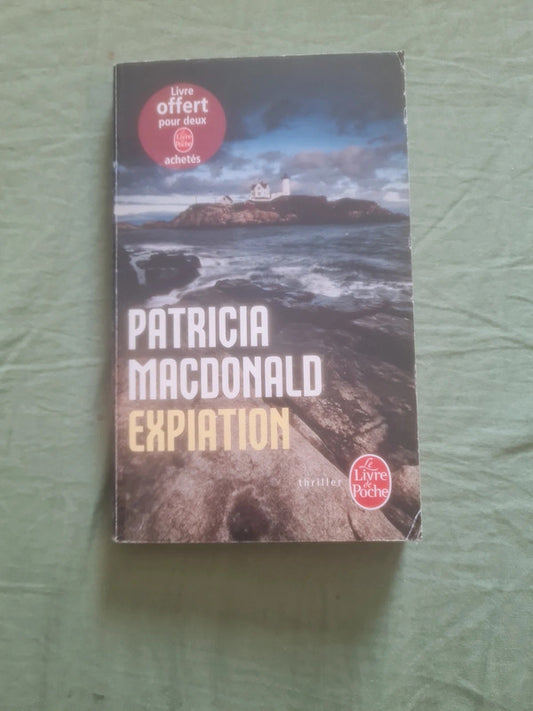 Livre
offert
pour deux
Le
Livre
de
Poche
achetés
PATRICIA
MACDONALD
EXPIATION
thriller
Le
Livre
de
Poche